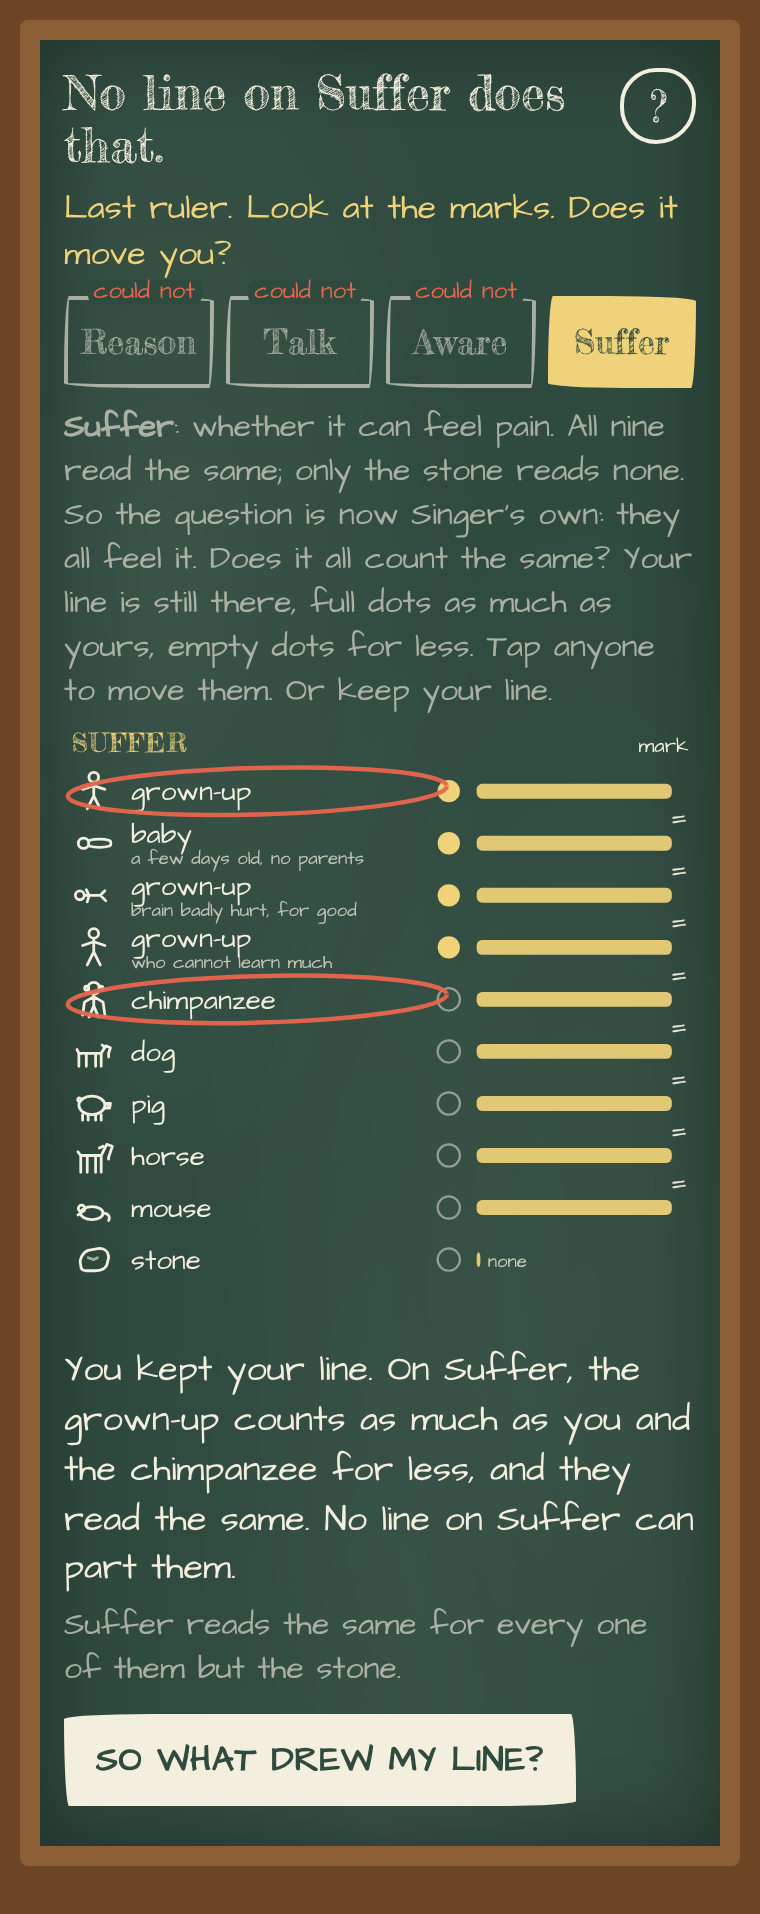 No line on Suffer does
that.
?
Last ruler. Look at the marks. Does it
move you?
could not could not could not
Reason Talk Aware Suffer
Suffer: whether it can feel pain. All nine
read the same; only the stone reads none.
So the question is now Singer's own: they
all feel it. Does it all count the same? Your
line is still there, full dots as much as
yours, empty dots for less. Tap anyone
to move them. Or keep your line.
SUFFER mark
grown-up
=
baby
a few days old, no parents
=
grown-up
brain badly hurt, for good
=
grown-up
who cannot learn much
=
chimpanzee
=
dog
=
pig
=
horse
=
mouse
stone none
You kept your line. On Suffer, the
grown-up counts as much as you and
the chimpanzee for less, and they
read the same. No line on Suffer can
part them.
Suffer reads the same for every one
of them but the stone.
SO WHAT DREW MY LINE?